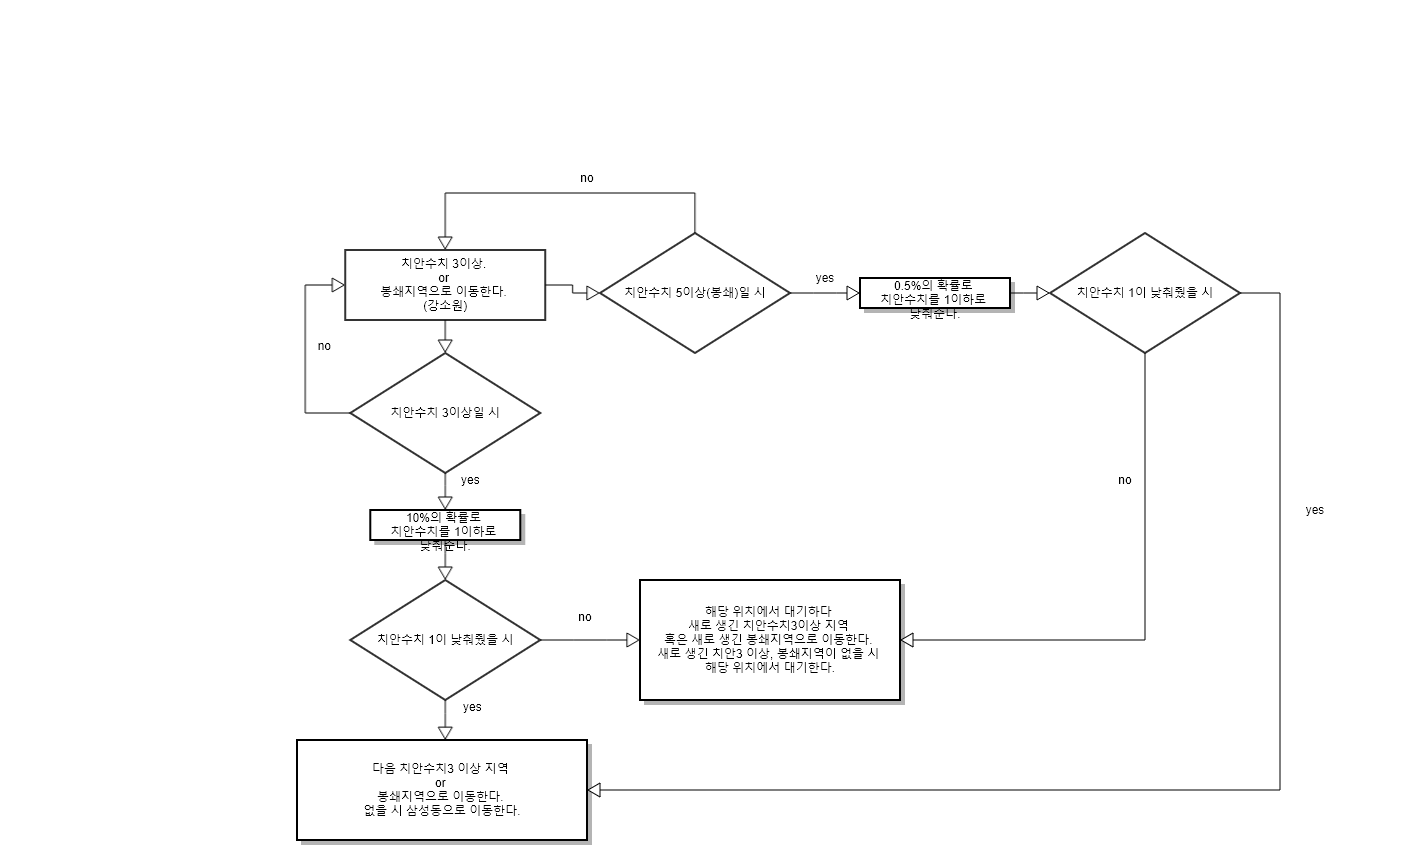 no
치안수치 3이상.
or
봉쇄지역으로 이동한다.
(강소원)
치안수치 5이상(봉쇄)일 시
yes
0.5%의 확률로
치안수치를 1이하로
낮춰준다.
치안수치 1이 낮춰줬을 시
no
치안수치 3이상일 시
yes
no
yes
10%의 확률로
치안수치를 1이하로
낮춰준다.
치안수치 1이 낮춰줬을 시
no
해당 위치에서 대기하다
새로 생긴 치안수치3이상 지역
혹은 새로 생긴 봉쇄지역으로 이동한다.
새로 생긴 치안3 이상, 봉쇄지역이 없을 시
해당 위치에서 대기한다.
yes
다음 치안수치3 이상 지역
or
봉쇄지역으로 이동한다.
없을 시 삼성동으로 이동한다.